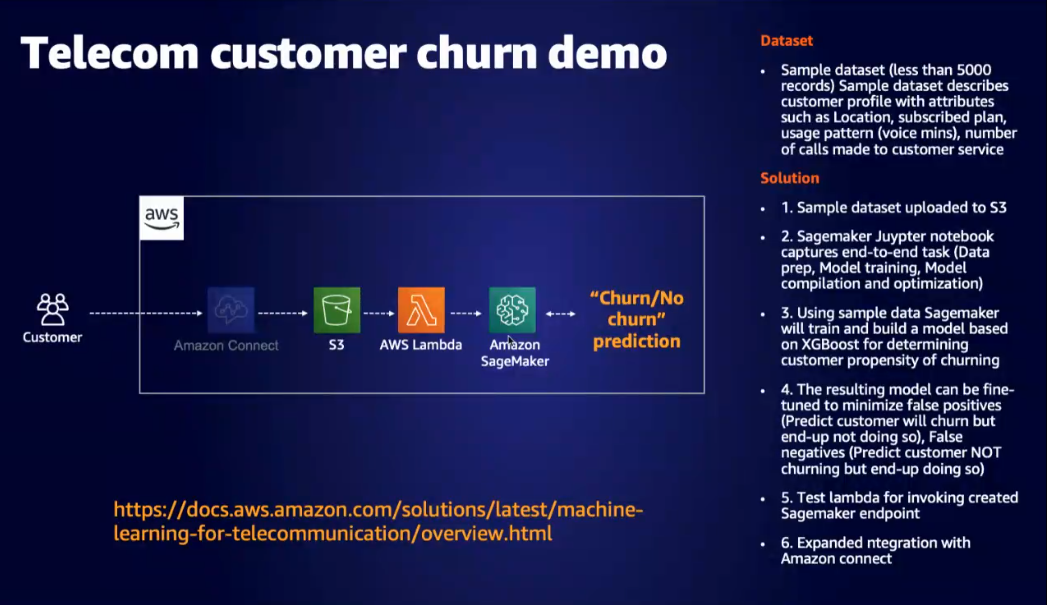 Telecom customer churn demo
aws
Customer
Amazon Connect
S3
AWS Lambda
Amazon
SageMaker
“Churn/No
churn”
prediction
https://docs.aws.amazon.com/solutions/latest/machine-
learning-for-telecommunication/overview.html
Dataset
• Sample dataset (less than 5000
records) Sample dataset describes
customer profile with attributes
such as Location, subscribed plan,
usage pattern (voice mins), number
of calls made to customer service
Solution
• 1. Sample dataset uploaded to S3
• 2. Sagemaker Juypter notebook
captures end-to-end task (Data
prep, Model training, Model
compilation and optimization)
• 3. Using sample data Sagemaker
will train and build a model based
on XGBoost for determining
customer propensity of churning
• 4. The resulting model can be fine-
tuned to minimize false positives
(Predict customer will churn but
end-up not doing so), False
negatives (Predict customer NOT
churning but end-up doing so)
• 5. Test lambda for invoking created
Sagemaker endpoint
• 6. Expanded ntegration with
Amazon connect